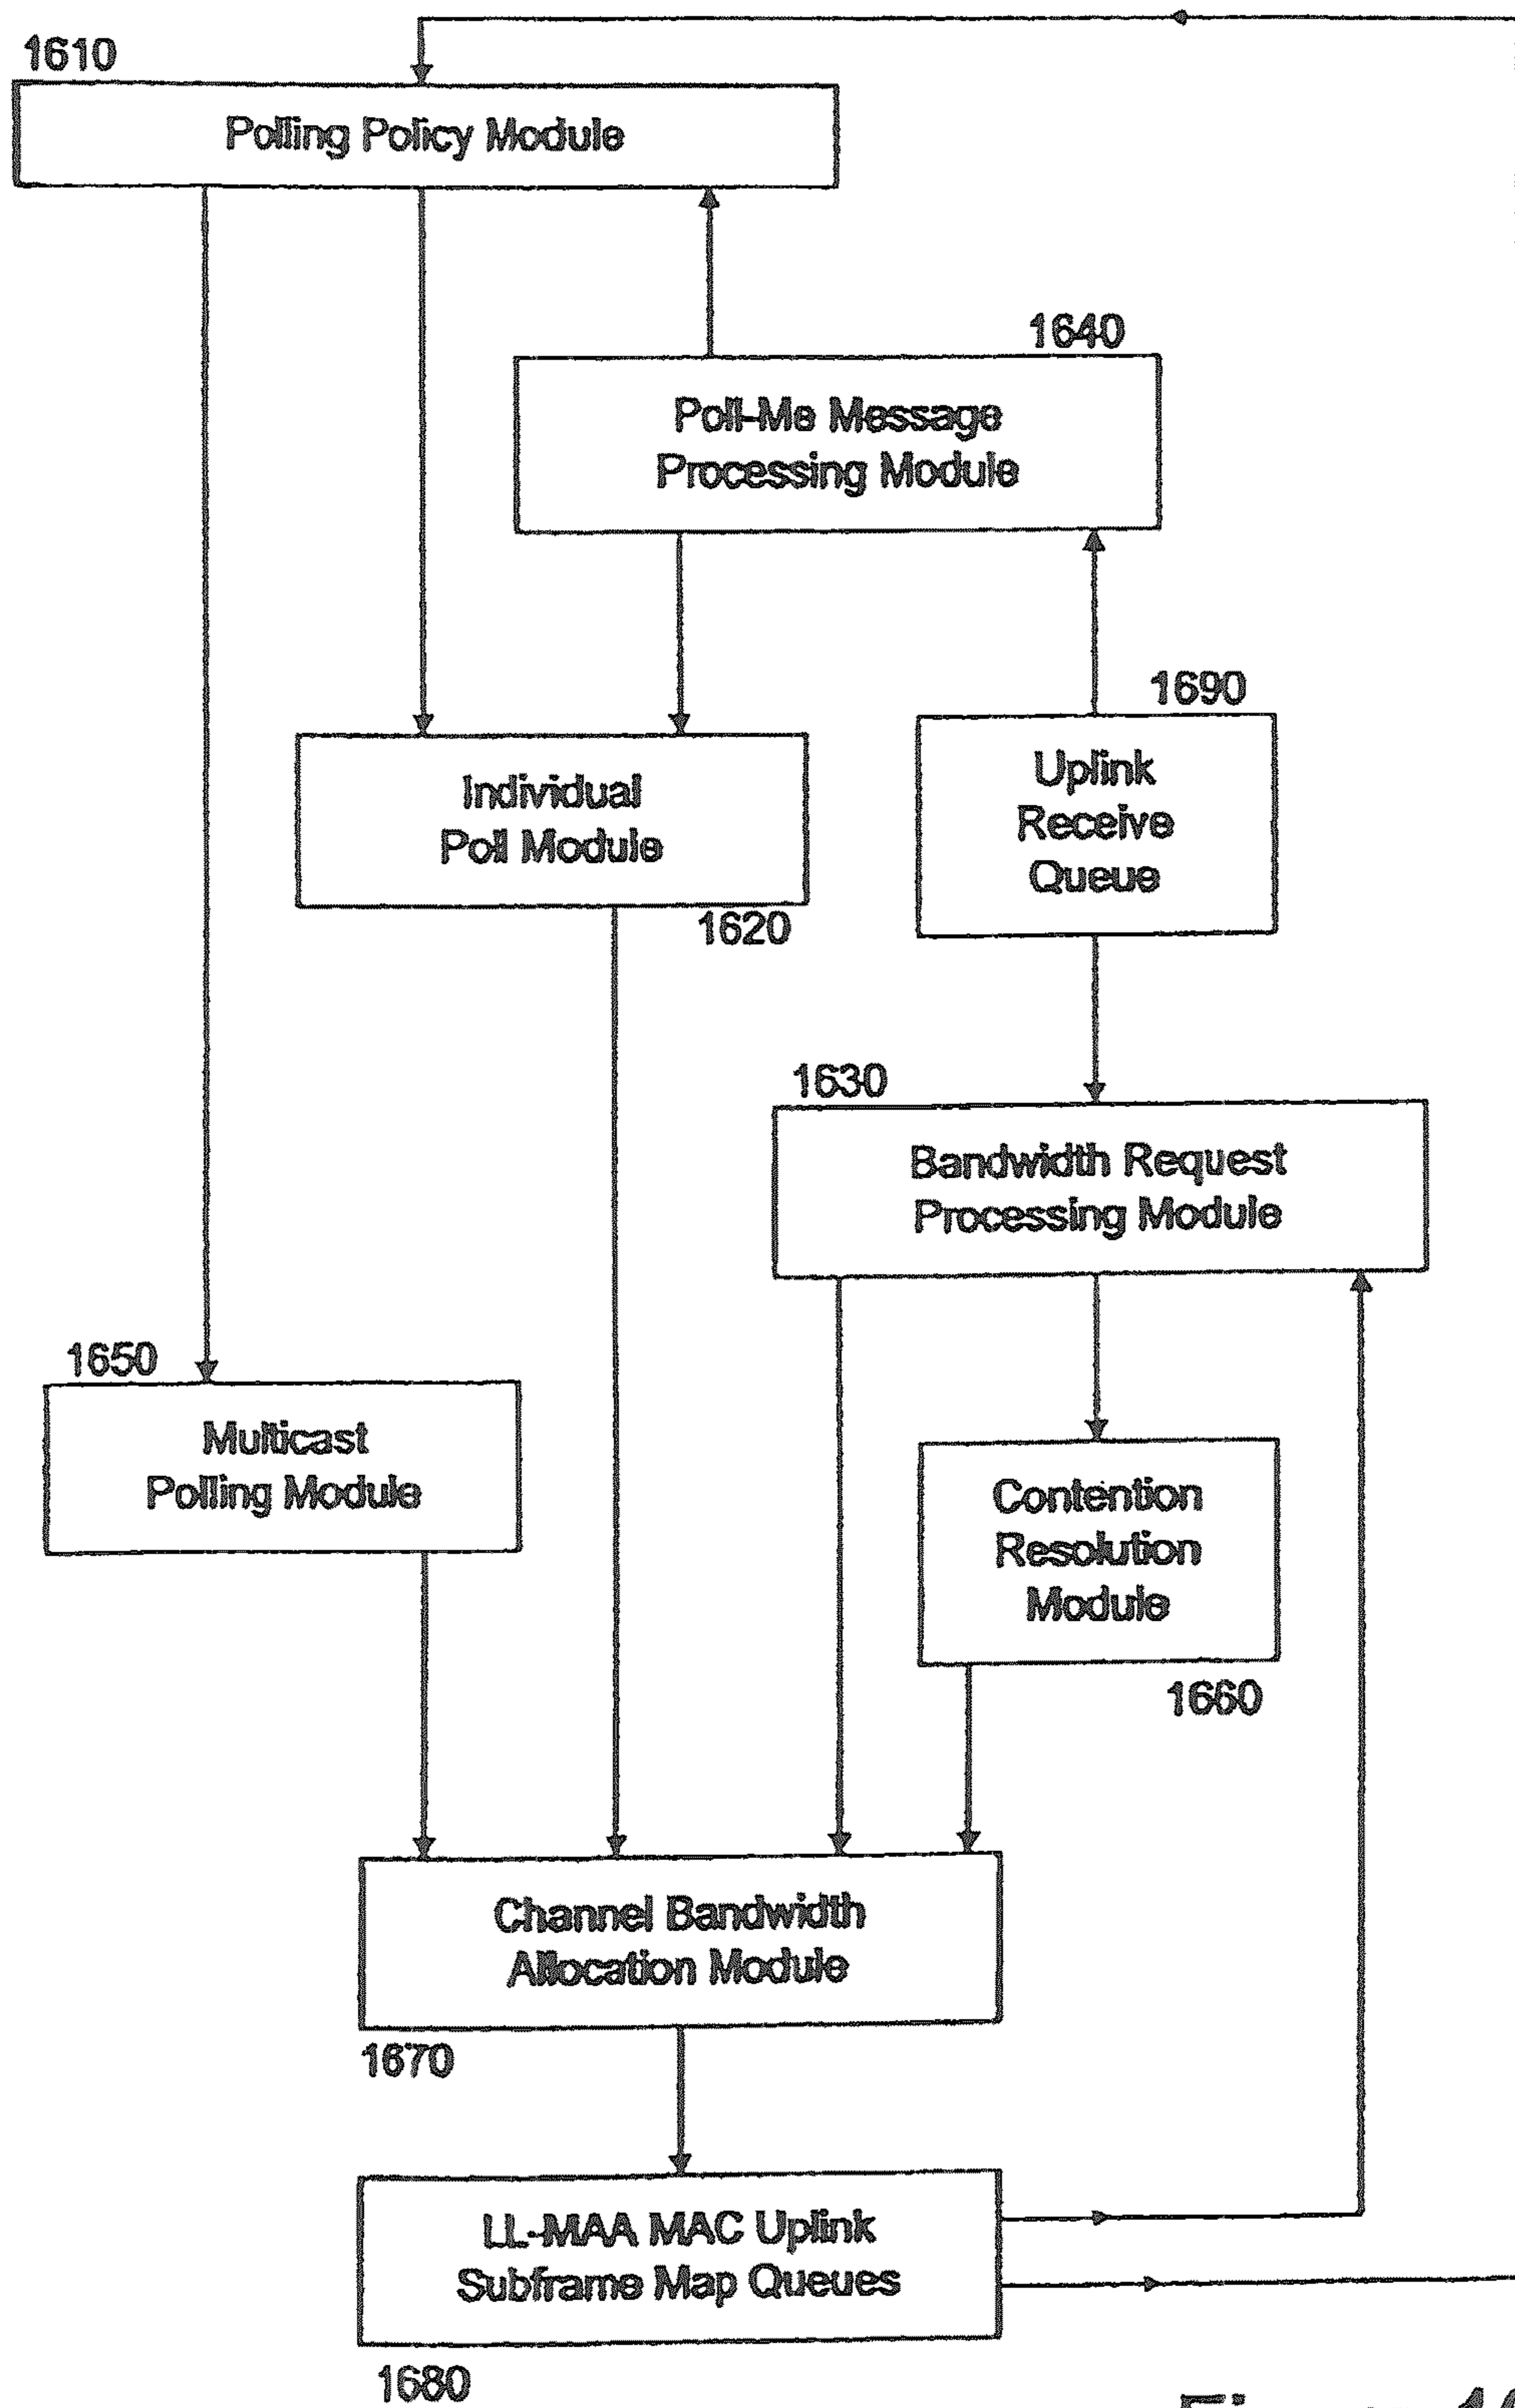 1610
Polling Policy Module
1640
Poll-Me Message
Processing Module
1690
Individual
Poll Module
1620
Uplink
Receive
Queue
1630
Bandwidth Request
Processing Module
1650
Multicast
Polling Module
Contention
Resolution
Module
1660
Channel Bandwidth
Allocation Module
1670
LL-MAA MAC Uplink
Subframe Map Queues
1680